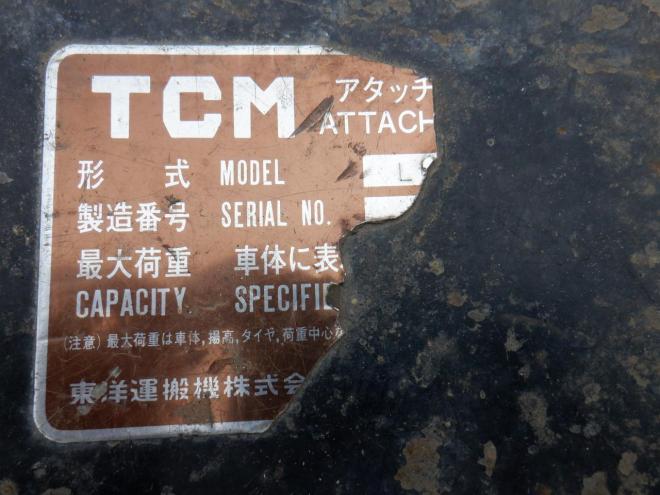 TCM アタッチ
ATTACH
形 式 MODEL L
製造番号 SERIAL NO.
最大荷重 車体に表
CAPACITY SPECIFIE
(注意) 最大荷重は車体,揚高,タイヤ,荷重中心
東洋運搬機株式会